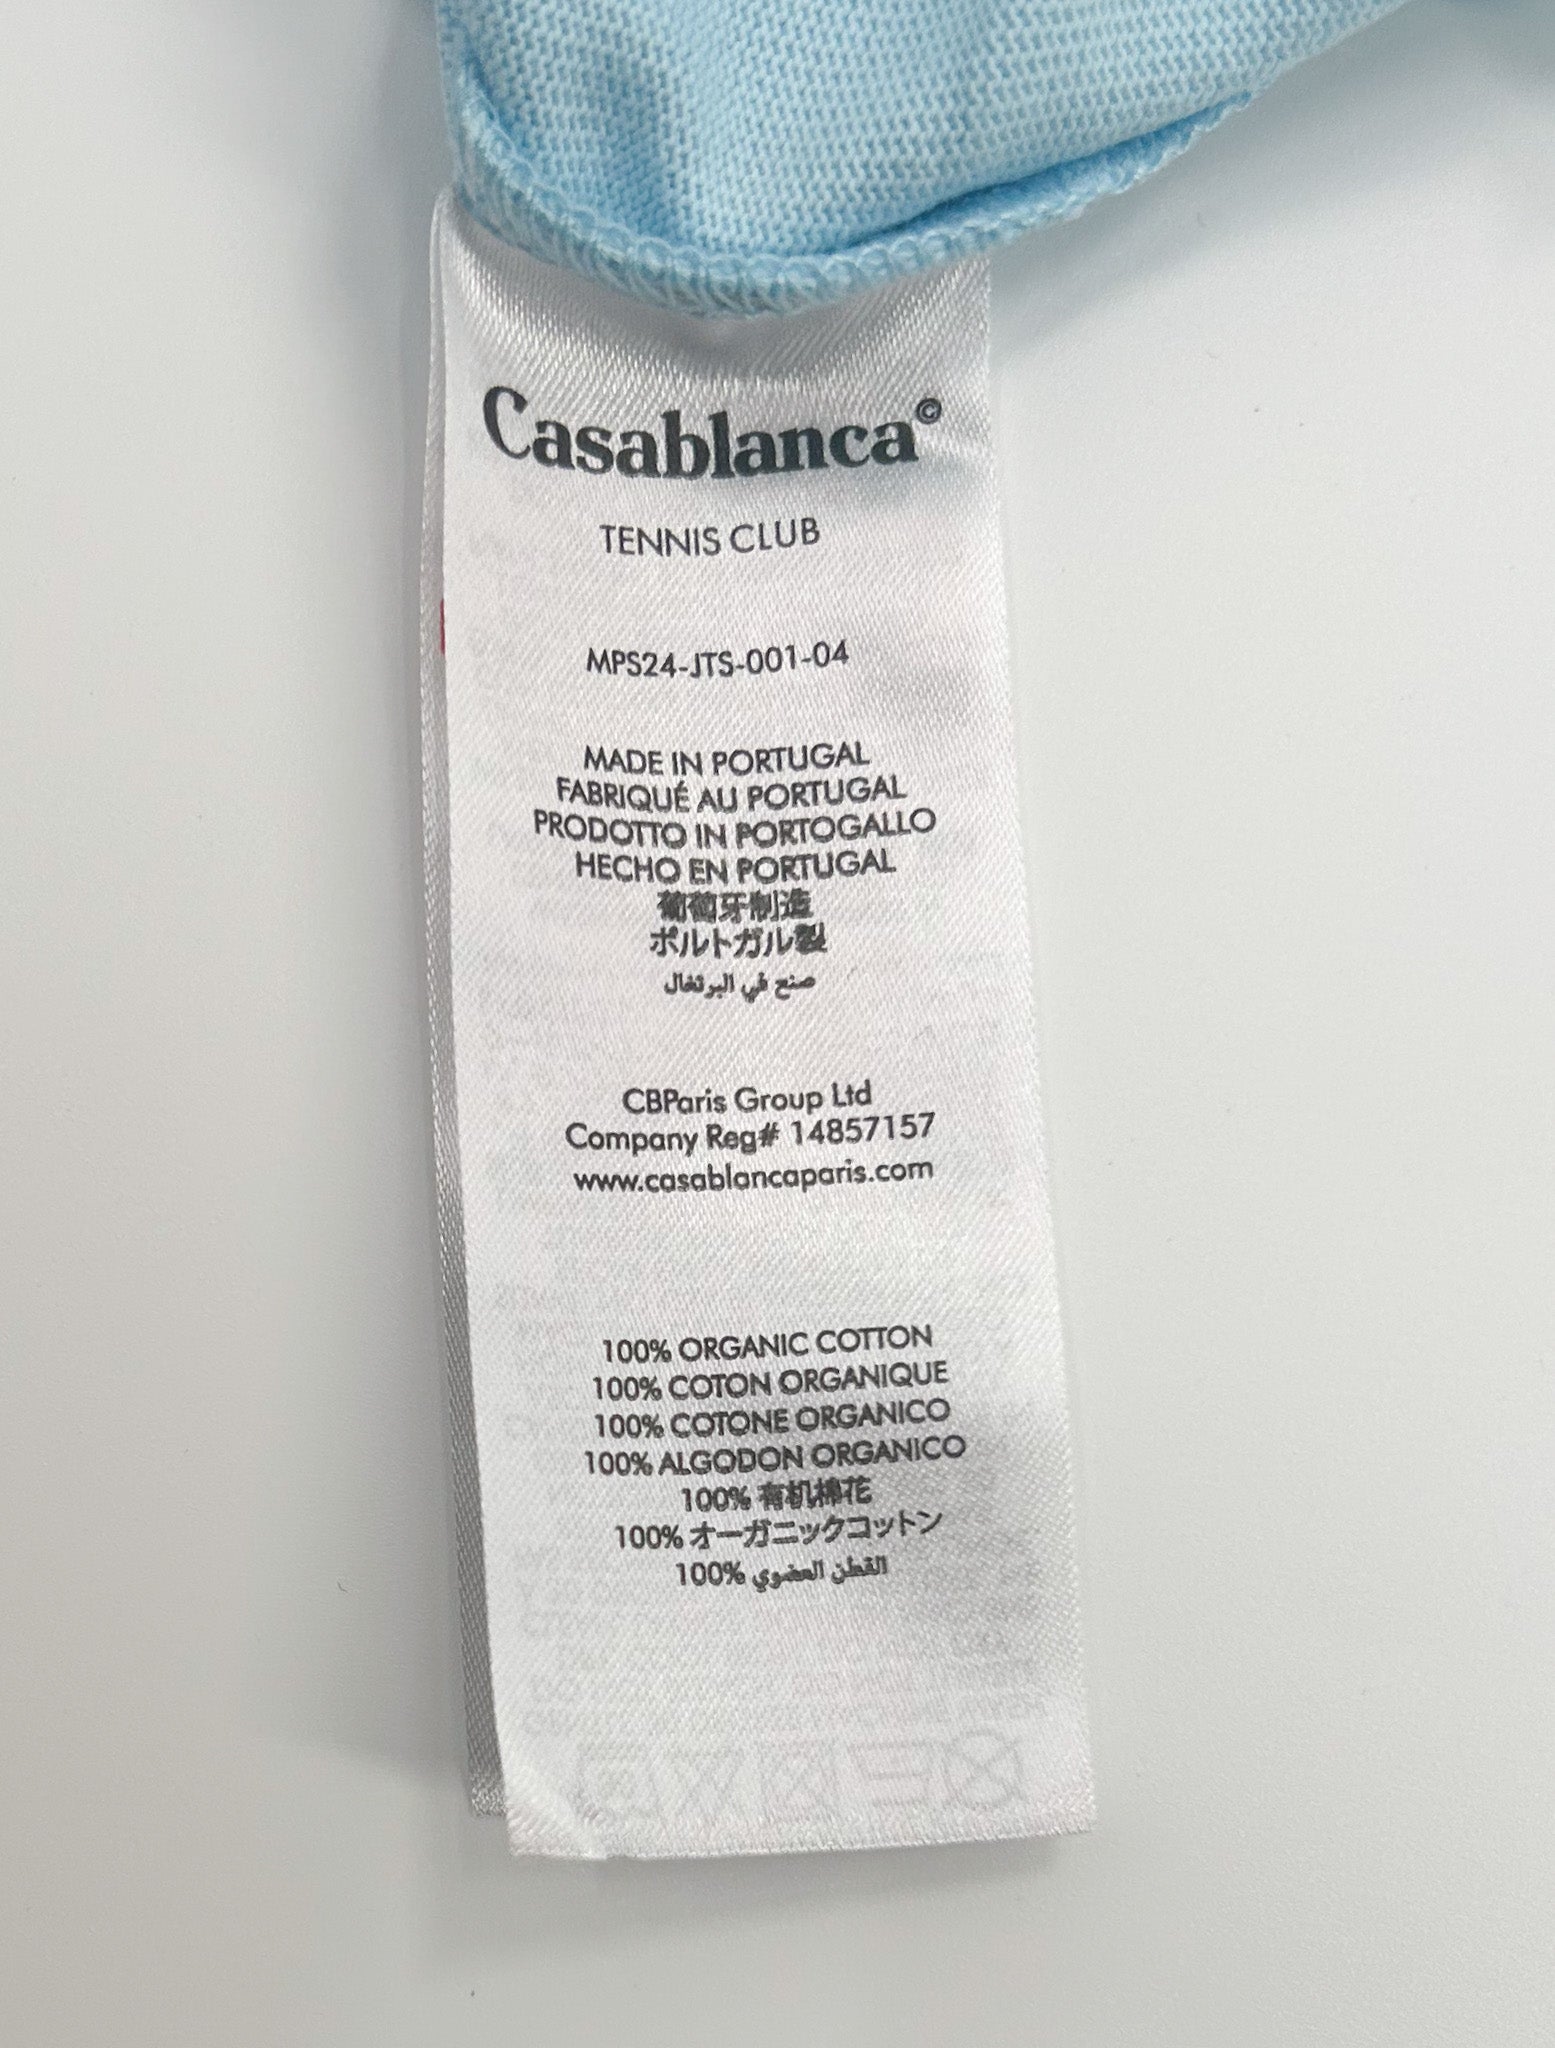 Casablanca©
TENNIS CLUB
MPS24-JTS-001-04
MADE IN PORTUGAL
FABRIQUÉ AU PORTUGAL
PRODOTTO IN PORTOGALLO
HECHO EN PORTUGAL
葡萄牙制造
ポルトガル製
صنع في البرتغال
CBParis Group Ltd
Company Reg# 14857157
www.casablancaparis.com
100% ORGANIC COTTON
100% COTON ORGANIQUE
100% COTONE ORGANICO
100% ALGODON ORGANICO
100% 有机棉花
100% オーガニックコットン
100% القطن العضوي